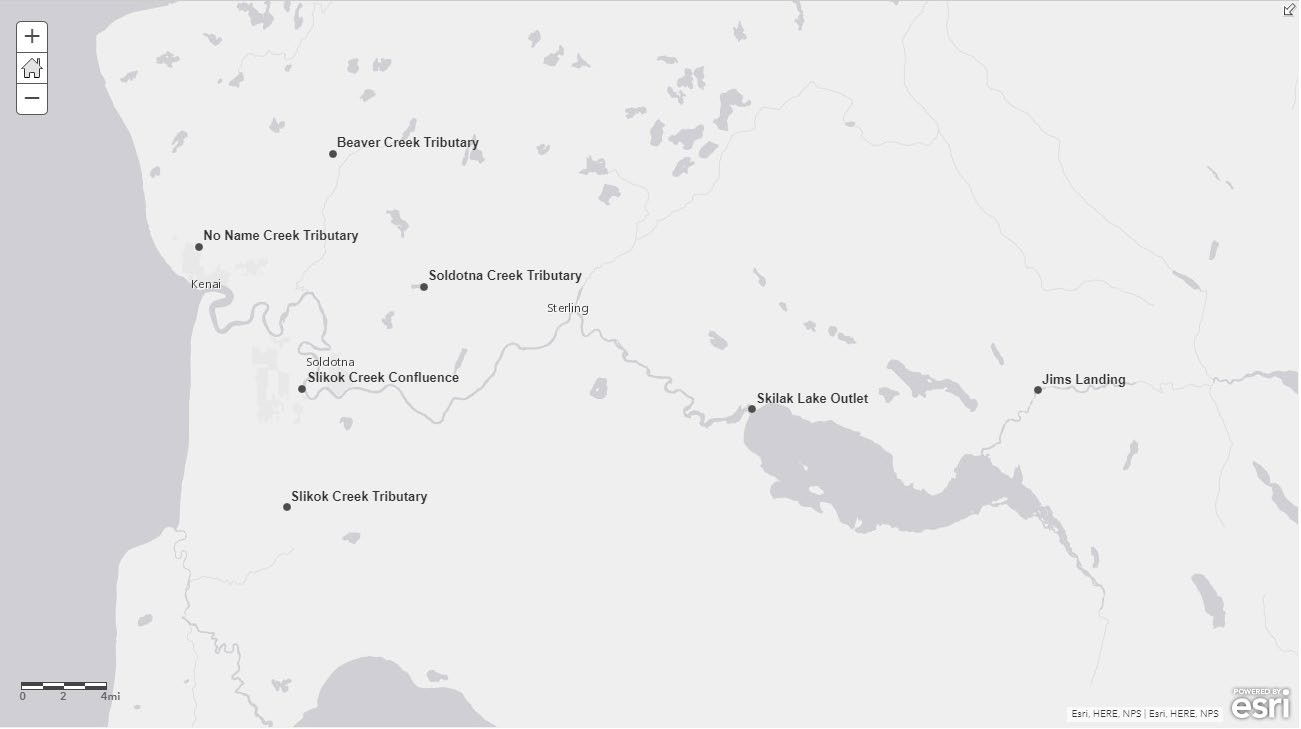 +
−
Beaver Creek Tributary
No Name Creek Tributary
Soldotna Creek Tributary
Kenai
Sterling
Soldotna
Slikok Creek Confluence
Jims Landing
Skilak Lake Outlet
Slikok Creek Tributary
0 2 4mi
POWERED BY
esri
Esri, HERE, NPS | Esri, HERE, NPS